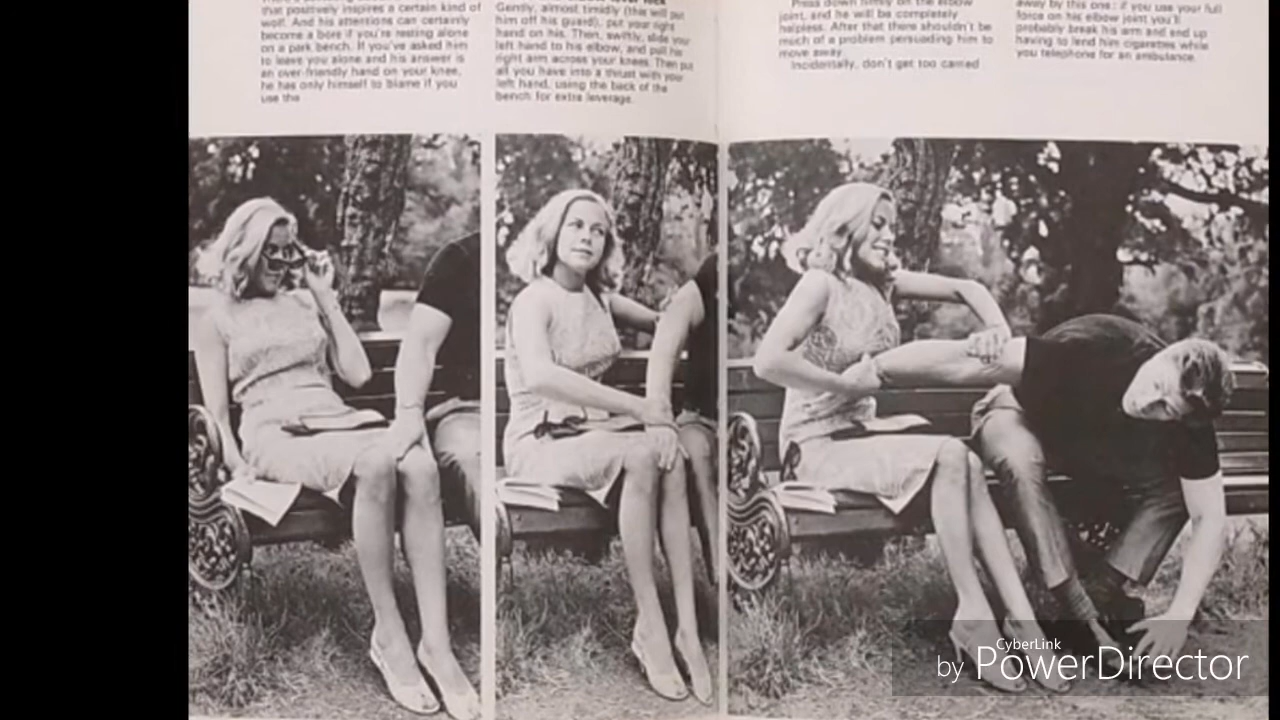 that positively inspires a certain kind of
wolf. And his attentions can certainly
become a bore if you're resting alone
on a park bench. If you've asked him
to leave you alone and his answer is
an over-friendly hand on your knee,
he has only himself to blame if you
use the
Gently, almost timidly (this will put
him off his guard), put your right
hand on his. Then, swiftly, slide your
left hand to his elbow, and pull his
right arm across your knees. Then put
all you have into a thrust with your
left hand, using the back of the
bench for extra leverage.
Press down firmly on the elbow
joint, and he will be completely
helpless. After that there shouldn't be
much of a problem persuading him to
move away.
Incidentally, don't get too carried
away by this one: if you use your full
force on his elbow joint you'll
probably break his arm and end up
having to lend him cigarettes while
you telephone for an ambulance.
CyberLink
by PowerDirector